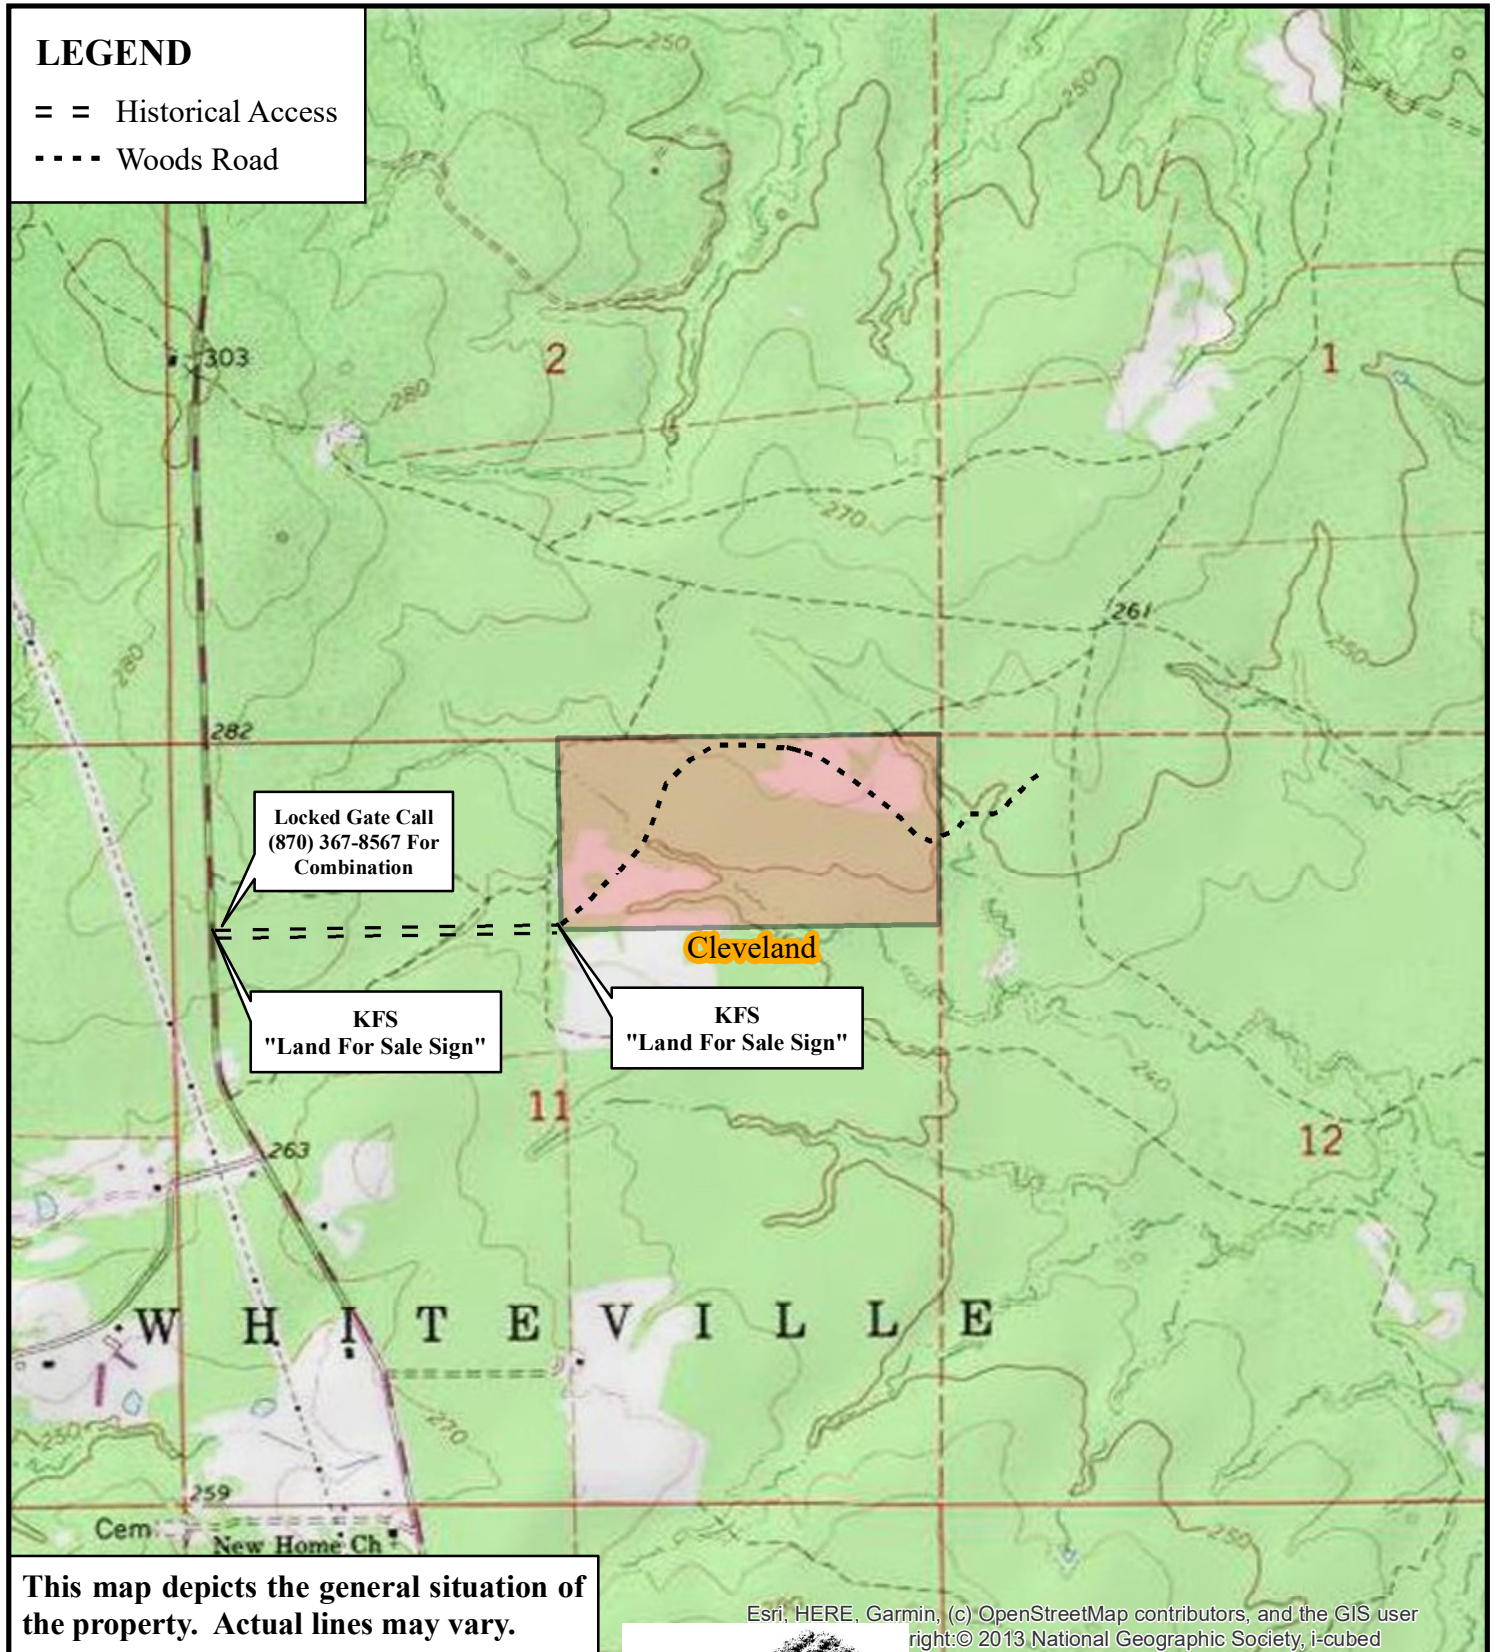 LEGEND
= = Historical Access
---- Woods Road
250
250
303
2
1
280
270
261
280
250
282
Locked Gate Call
(870) 367-8567 For
Combination
Cleveland
KFS
"Land For Sale Sign"
KFS
"Land For Sale Sign"
240
11
12
263
WHITEVILLE
270
250
259
Cem
New Home Ch
250
This map depicts the general situation of
the property. Actual lines may vary.
Esri, HERE, Garmin, (c) OpenStreetMap contributors, and the GIS user
right:© 2013 National Geographic Society, i-cubed